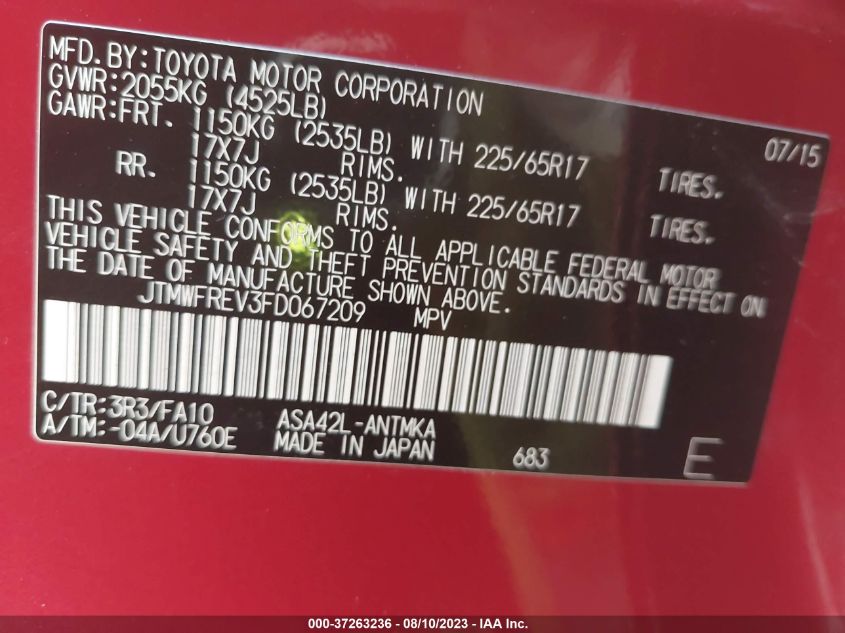 MFD. BY: TOYOTA MOTOR CORPORATION 07/15
GVWR: 2055KG (4525LB)
GAWR: FRT. 1150KG (2535LB) WITH 225/65R17 TIRES.
17X7J RIMS.
RR. 1150KG (2535LB) WITH 225/65R17 TIRES.
17X7J RIMS.
THIS VEHICLE CONFORMS TO ALL APPLICABLE FEDERAL MOTOR
VEHICLE SAFETY AND THEFT PREVENTION STANDARDS IN EFFECT ON
THE DATE OF MANUFACTURE SHOWN ABOVE.
JTMWFREV3FD067209 MPV
C/TR: 3R3/FA10 ASA42L-ANTMKA
A/TM: -04A/U760E MADE IN JAPAN 683 E
000-37263236 - 08/10/2023 - IAA Inc.